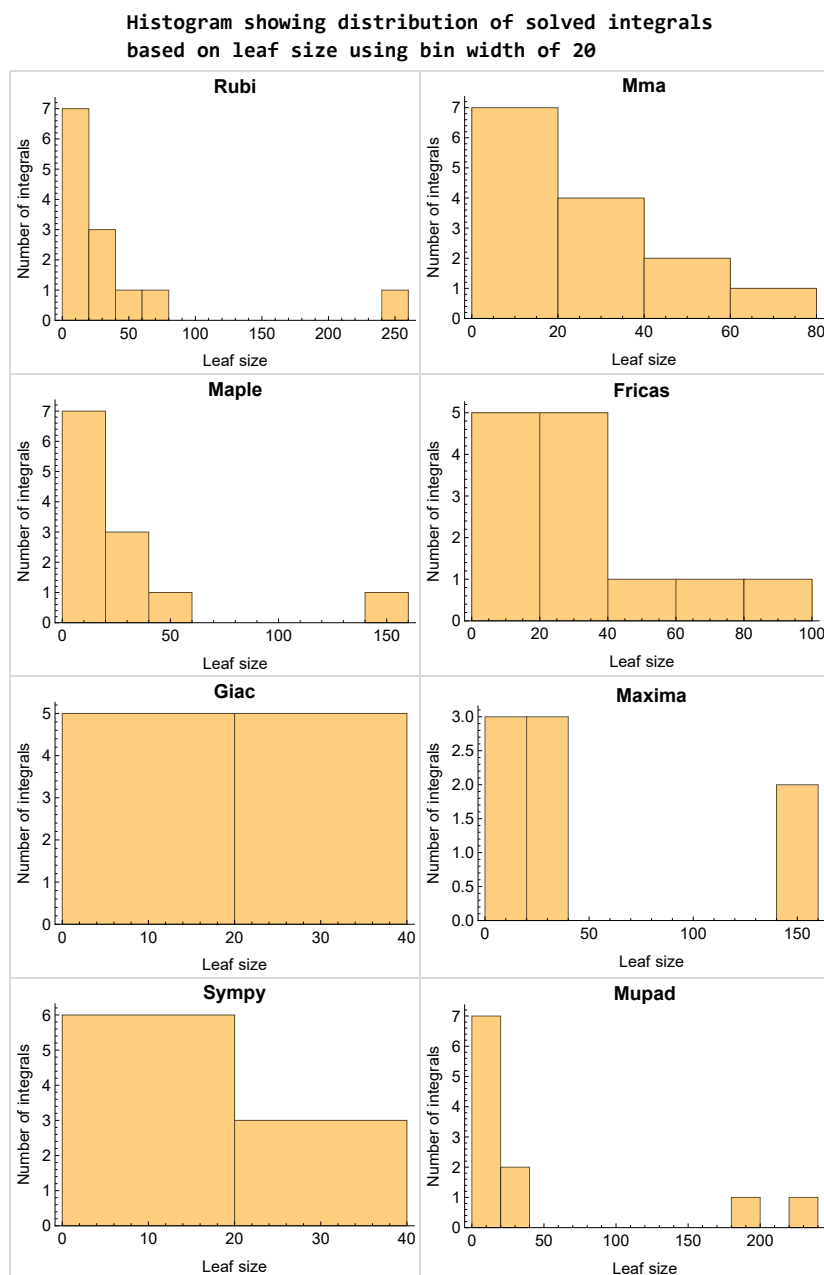 Histogram showing distribution of solved integrals
based on leaf size using bin width of 20
Rubi
Number of integrals
7
6
5
4
3
2
1
0
0 50 100 150 200 250
Leaf size
Mma
Number of integrals
7
6
5
4
3
2
1
0
0 20 40 60 80
Leaf size
Maple
Number of integrals
7
6
5
4
3
2
1
0
0 50 100 150
Leaf size
Fricas
Number of integrals
5
4
3
2
1
0
0 20 40 60 80 100
Leaf size
Giac
Number of integrals
5
4
3
2
1
0
0 10 20 30 40
Leaf size
Maxima
Number of integrals
3.0
2.5
2.0
1.5
1.0
0.5
0.0
0 50 100 150
Leaf size
Sympy
Number of integrals
6
5
4
3
2
1
0
0 10 20 30 40
Leaf size
Mupad
Number of integrals
7
6
5
4
3
2
1
0
0 50 100 150 200
Leaf size